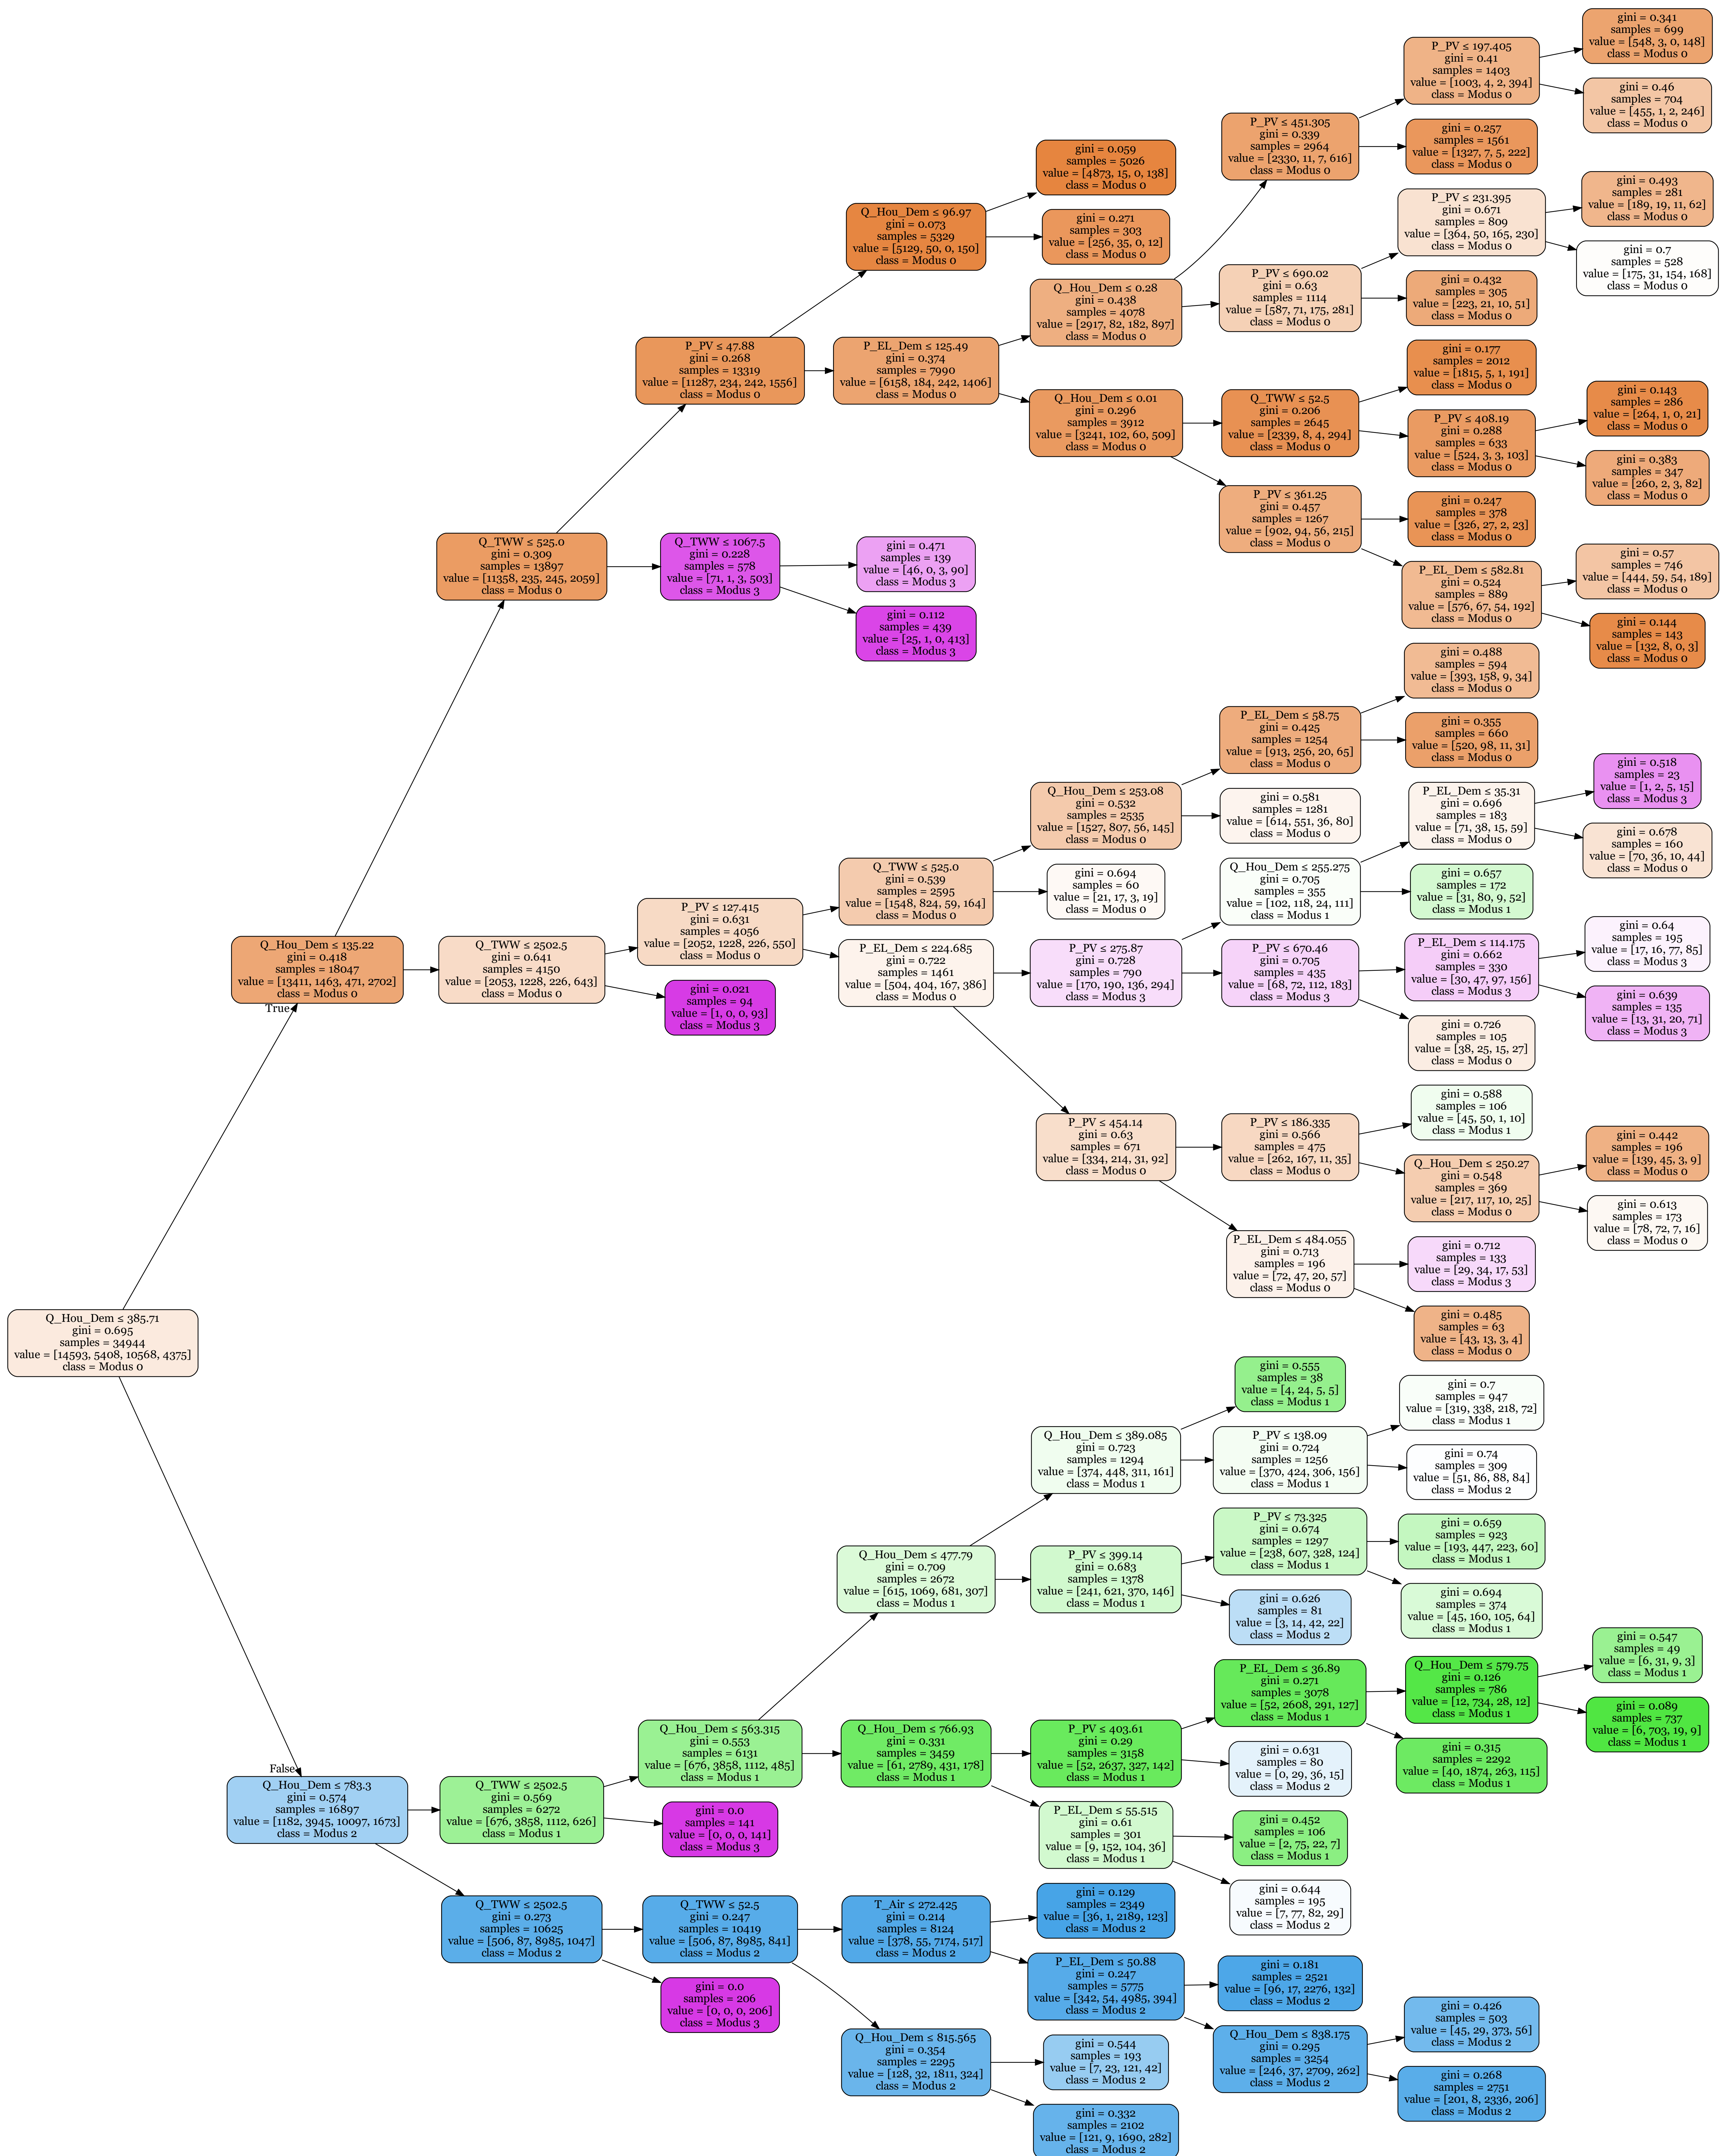 Q_Hou_Dem ≤ 385.71
gini = 0.695
samples = 34944
value = [14593, 5408, 10568, 4375]
class = Modus 0
True
False
Q_Hou_Dem ≤ 135.22
gini = 0.418
samples = 18047
value = [13411, 1463, 471, 2702]
class = Modus 0
Q_Hou_Dem ≤ 783.3
gini = 0.574
samples = 16897
value = [1182, 3945, 10097, 1673]
class = Modus 2
Q_TWW ≤ 525.0
gini = 0.309
samples = 13897
value = [11358, 235, 245, 2059]
class = Modus 0
Q_TWW ≤ 2502.5
gini = 0.641
samples = 4150
value = [2053, 1228, 226, 643]
class = Modus 0
Q_TWW ≤ 2502.5
gini = 0.569
samples = 6272
value = [676, 3858, 1112, 626]
class = Modus 1
Q_TWW ≤ 2502.5
gini = 0.273
samples = 10625
value = [506, 87, 8985, 1047]
class = Modus 2
P_PV ≤ 47.88
gini = 0.268
samples = 13319
value = [11287, 234, 242, 1556]
class = Modus 0
Q_TWW ≤ 1067.5
gini = 0.228
samples = 578
value = [71, 1, 3, 503]
class = Modus 3
P_PV ≤ 127.415
gini = 0.631
samples = 4056
value = [2052, 1228, 226, 550]
class = Modus 0
gini = 0.021
samples = 94
value = [1, 0, 0, 93]
class = Modus 3
Q_Hou_Dem ≤ 563.315
gini = 0.553
samples = 6131
value = [676, 3858, 1112, 485]
class = Modus 1
gini = 0.0
samples = 141
value = [0, 0, 0, 141]
class = Modus 3
Q_TWW ≤ 52.5
gini = 0.247
samples = 10419
value = [506, 87, 8985, 841]
class = Modus 2
gini = 0.0
samples = 206
value = [0, 0, 0, 206]
class = Modus 3
Q_Hou_Dem ≤ 96.97
gini = 0.073
samples = 5329
value = [5129, 50, 0, 150]
class = Modus 0
P_EL_Dem ≤ 125.49
gini = 0.374
samples = 7990
value = [6158, 184, 242, 1406]
class = Modus 0
gini = 0.471
samples = 139
value = [46, 0, 3, 90]
class = Modus 3
gini = 0.112
samples = 439
value = [25, 1, 0, 413]
class = Modus 3
Q_TWW ≤ 525.0
gini = 0.539
samples = 2595
value = [1548, 824, 59, 164]
class = Modus 0
P_EL_Dem ≤ 224.685
gini = 0.722
samples = 1461
value = [504, 404, 167, 386]
class = Modus 0
Q_Hou_Dem ≤ 477.79
gini = 0.709
samples = 2672
value = [615, 1069, 681, 307]
class = Modus 1
Q_Hou_Dem ≤ 766.93
gini = 0.331
samples = 3459
value = [61, 2789, 431, 178]
class = Modus 1
T_Air ≤ 272.425
gini = 0.214
samples = 8124
value = [378, 55, 7174, 517]
class = Modus 2
Q_Hou_Dem ≤ 815.565
gini = 0.354
samples = 2295
value = [128, 32, 1811, 324]
class = Modus 2
gini = 0.059
samples = 5026
value = [4873, 15, 0, 138]
class = Modus 0
gini = 0.271
samples = 303
value = [256, 35, 0, 12]
class = Modus 0
Q_Hou_Dem ≤ 0.28
gini = 0.438
samples = 4078
value = [2917, 82, 182, 897]
class = Modus 0
Q_Hou_Dem ≤ 0.01
gini = 0.296
samples = 3912
value = [3241, 102, 60, 509]
class = Modus 0
Q_Hou_Dem ≤ 253.08
gini = 0.532
samples = 2535
value = [1527, 807, 56, 145]
class = Modus 0
gini = 0.694
samples = 60
value = [21, 17, 3, 19]
class = Modus 0
P_PV ≤ 275.87
gini = 0.728
samples = 790
value = [170, 190, 136, 294]
class = Modus 3
P_PV ≤ 454.14
gini = 0.63
samples = 671
value = [334, 214, 31, 92]
class = Modus 0
Q_Hou_Dem ≤ 389.085
gini = 0.723
samples = 1294
value = [374, 448, 311, 161]
class = Modus 1
P_PV ≤ 399.14
gini = 0.683
samples = 1378
value = [241, 621, 370, 146]
class = Modus 1
P_PV ≤ 403.61
gini = 0.29
samples = 3158
value = [52, 2637, 327, 142]
class = Modus 1
P_EL_Dem ≤ 55.515
gini = 0.61
samples = 301
value = [9, 152, 104, 36]
class = Modus 1
gini = 0.129
samples = 2349
value = [36, 1, 2189, 123]
class = Modus 2
P_EL_Dem ≤ 50.88
gini = 0.247
samples = 5775
value = [342, 54, 4985, 394]
class = Modus 2
gini = 0.544
samples = 193
value = [7, 23, 121, 42]
class = Modus 2
gini = 0.332
samples = 2102
value = [121, 9, 1690, 282]
class = Modus 2
P_PV ≤ 451.305
gini = 0.339
samples = 2964
value = [2330, 11, 7, 616]
class = Modus 0
P_PV ≤ 690.02
gini = 0.63
samples = 1114
value = [587, 71, 175, 281]
class = Modus 0
Q_TWW ≤ 52.5
gini = 0.206
samples = 2645
value = [2339, 8, 4, 294]
class = Modus 0
P_PV ≤ 361.25
gini = 0.457
samples = 1267
value = [902, 94, 56, 215]
class = Modus 0
P_EL_Dem ≤ 58.75
gini = 0.425
samples = 1254
value = [913, 256, 20, 65]
class = Modus 0
gini = 0.581
samples = 1281
value = [614, 551, 36, 80]
class = Modus 0
Q_Hou_Dem ≤ 255.275
gini = 0.705
samples = 355
value = [102, 118, 24, 111]
class = Modus 1
P_PV ≤ 670.46
gini = 0.705
samples = 435
value = [68, 72, 112, 183]
class = Modus 3
P_PV ≤ 186.335
gini = 0.566
samples = 475
value = [262, 167, 11, 35]
class = Modus 0
P_EL_Dem ≤ 484.055
gini = 0.713
samples = 196
value = [72, 47, 20, 57]
class = Modus 0
gini = 0.555
samples = 38
value = [4, 24, 5, 5]
class = Modus 1
P_PV ≤ 138.09
gini = 0.724
samples = 1256
value = [370, 424, 306, 156]
class = Modus 1
P_PV ≤ 73.325
gini = 0.674
samples = 1297
value = [238, 607, 328, 124]
class = Modus 1
gini = 0.626
samples = 81
value = [3, 14, 42, 22]
class = Modus 2
P_EL_Dem ≤ 36.89
gini = 0.271
samples = 3078
value = [52, 2608, 291, 127]
class = Modus 1
gini = 0.631
samples = 80
value = [0, 29, 36, 15]
class = Modus 2
gini = 0.452
samples = 106
value = [2, 75, 22, 7]
class = Modus 1
gini = 0.644
samples = 195
value = [7, 77, 82, 29]
class = Modus 2
gini = 0.181
samples = 2521
value = [96, 17, 2276, 132]
class = Modus 2
Q_Hou_Dem ≤ 838.175
gini = 0.295
samples = 3254
value = [246, 37, 2709, 262]
class = Modus 2
P_PV ≤ 197.405
gini = 0.41
samples = 1403
value = [1003, 4, 2, 394]
class = Modus 0
gini = 0.257
samples = 1561
value = [1327, 7, 5, 222]
class = Modus 0
P_PV ≤ 231.395
gini = 0.671
samples = 809
value = [364, 50, 165, 230]
class = Modus 0
gini = 0.432
samples = 305
value = [223, 21, 10, 51]
class = Modus 0
gini = 0.177
samples = 2012
value = [1815, 5, 1, 191]
class = Modus 0
P_PV ≤ 408.19
gini = 0.288
samples = 633
value = [524, 3, 3, 103]
class = Modus 0
gini = 0.247
samples = 378
value = [326, 27, 2, 23]
class = Modus 0
P_EL_Dem ≤ 582.81
gini = 0.524
samples = 889
value = [576, 67, 54, 192]
class = Modus 0
gini = 0.488
samples = 594
value = [393, 158, 9, 34]
class = Modus 0
gini = 0.355
samples = 660
value = [520, 98, 11, 31]
class = Modus 0
P_EL_Dem ≤ 35.31
gini = 0.696
samples = 183
value = [71, 38, 15, 59]
class = Modus 0
gini = 0.657
samples = 172
value = [31, 80, 9, 52]
class = Modus 1
P_EL_Dem ≤ 114.175
gini = 0.662
samples = 330
value = [30, 47, 97, 156]
class = Modus 3
gini = 0.726
samples = 105
value = [38, 25, 15, 27]
class = Modus 0
gini = 0.588
samples = 106
value = [45, 50, 1, 10]
class = Modus 1
Q_Hou_Dem ≤ 250.27
gini = 0.548
samples = 369
value = [217, 117, 10, 25]
class = Modus 0
gini = 0.712
samples = 133
value = [29, 34, 17, 53]
class = Modus 3
gini = 0.485
samples = 63
value = [43, 13, 3, 4]
class = Modus 0
gini = 0.7
samples = 947
value = [319, 338, 218, 72]
class = Modus 1
gini = 0.74
samples = 309
value = [51, 86, 88, 84]
class = Modus 2
gini = 0.659
samples = 923
value = [193, 447, 223, 60]
class = Modus 1
gini = 0.694
samples = 374
value = [45, 160, 105, 64]
class = Modus 1
Q_Hou_Dem ≤ 579.75
gini = 0.126
samples = 786
value = [12, 734, 28, 12]
class = Modus 1
gini = 0.315
samples = 2292
value = [40, 1874, 263, 115]
class = Modus 1
gini = 0.426
samples = 503
value = [45, 29, 373, 56]
class = Modus 2
gini = 0.268
samples = 2751
value = [201, 8, 2336, 206]
class = Modus 2
gini = 0.341
samples = 699
value = [548, 3, 0, 148]
class = Modus 0
gini = 0.46
samples = 704
value = [455, 1, 2, 246]
class = Modus 0
gini = 0.493
samples = 281
value = [189, 19, 11, 62]
class = Modus 0
gini = 0.7
samples = 528
value = [175, 31, 154, 168]
class = Modus 0
gini = 0.143
samples = 286
value = [264, 1, 0, 21]
class = Modus 0
gini = 0.383
samples = 347
value = [260, 2, 3, 82]
class = Modus 0
gini = 0.57
samples = 746
value = [444, 59, 54, 189]
class = Modus 0
gini = 0.144
samples = 143
value = [132, 8, 0, 3]
class = Modus 0
gini = 0.518
samples = 23
value = [1, 2, 5, 15]
class = Modus 3
gini = 0.678
samples = 160
value = [70, 36, 10, 44]
class = Modus 0
gini = 0.64
samples = 195
value = [17, 16, 77, 85]
class = Modus 3
gini = 0.639
samples = 135
value = [13, 31, 20, 71]
class = Modus 3
gini = 0.442
samples = 196
value = [139, 45, 3, 9]
class = Modus 0
gini = 0.613
samples = 173
value = [78, 72, 7, 16]
class = Modus 0
gini = 0.547
samples = 49
value = [6, 31, 9, 3]
class = Modus 1
gini = 0.089
samples = 737
value = [6, 703, 19, 9]
class = Modus 1